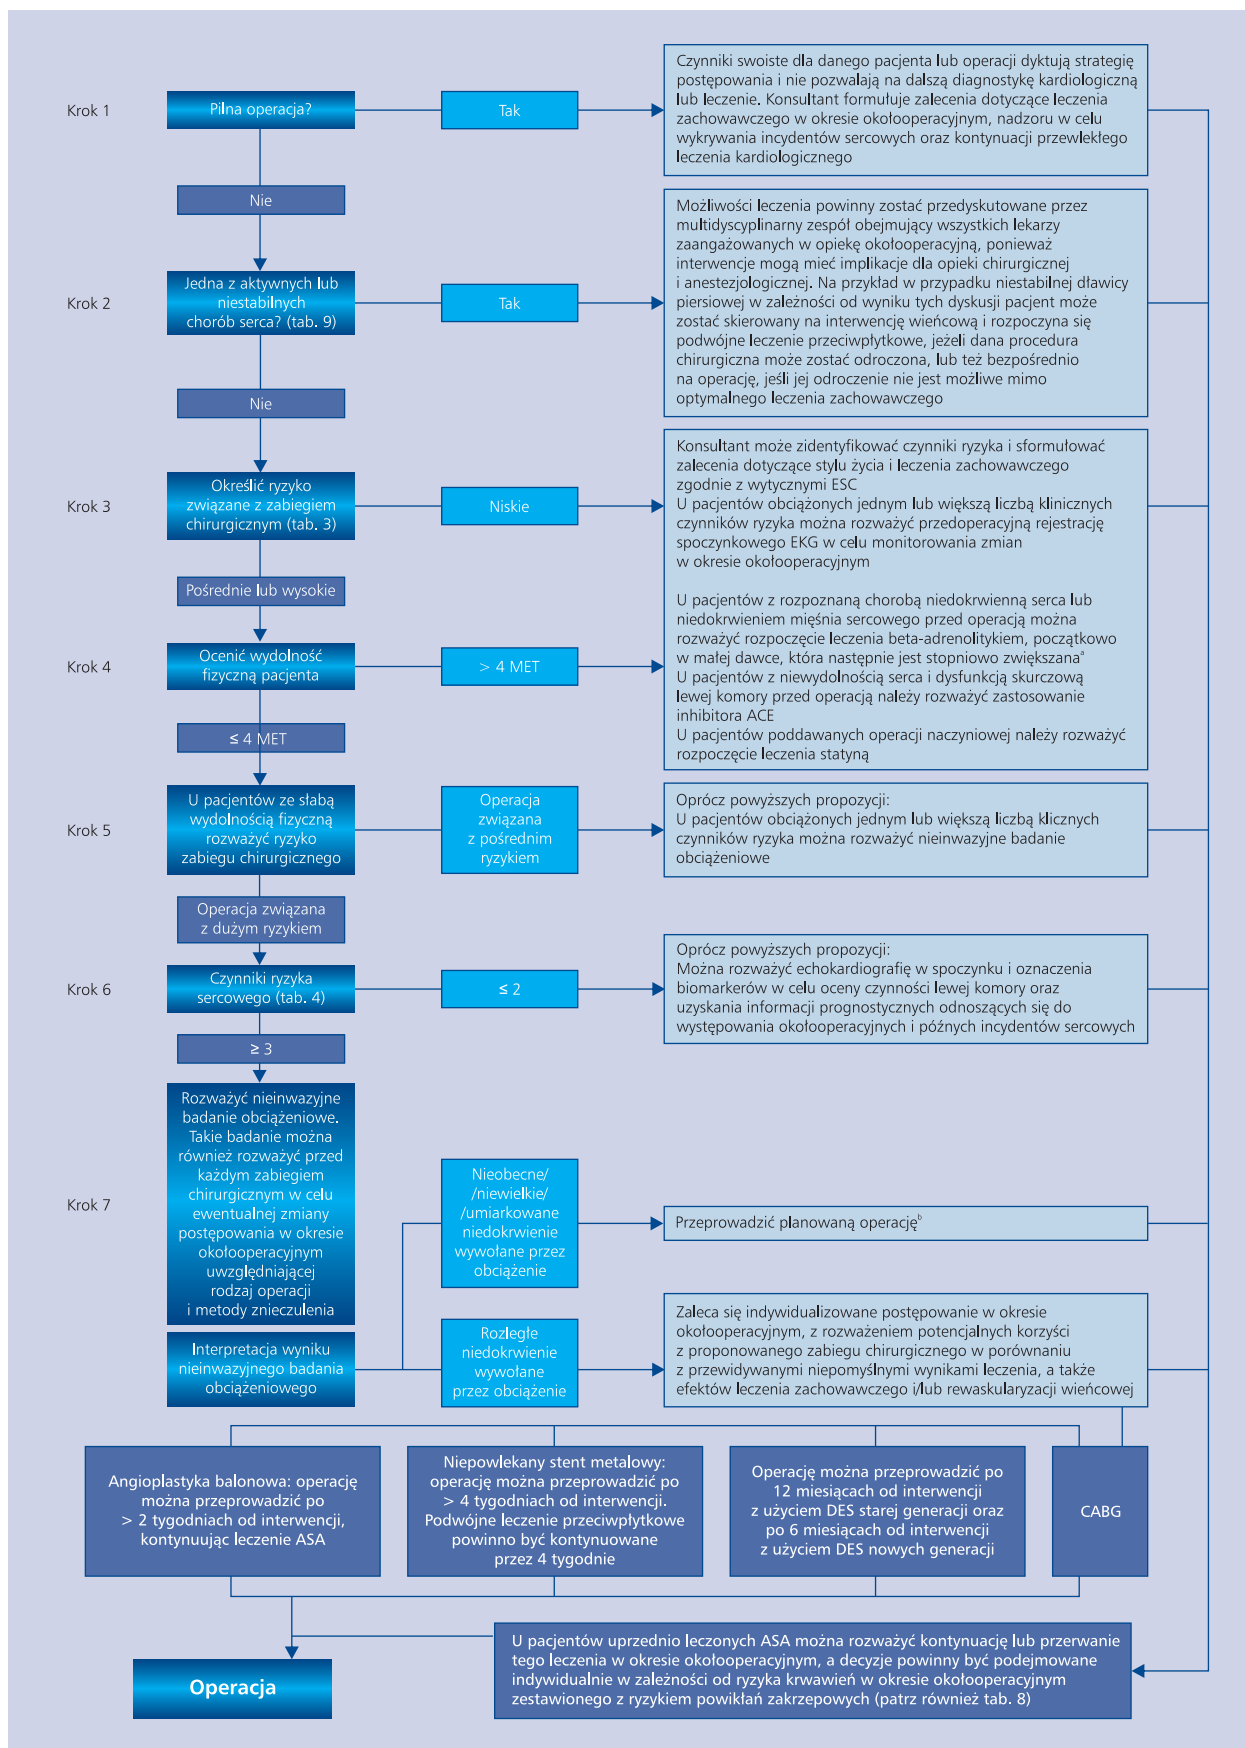 Krok 1
Pilna operacja?
Tak
Czynniki swoiste dla danego pacjenta lub operacji dyktują strategię
postępowania i nie pozwalają na dalszą diagnostykę kardiologiczną
lub leczenie. Konsultant formułuje zalecenia dotyczące leczenia
zachowawczego w okresie okołooperacyjnym, nadzoru w celu
wykrywania incydentów sercowych oraz kontynuacji przewlekłego
leczenia kardiologicznego
Nie
Krok 2
Jedna z aktywnych lub
niestabilnych
chorób serca? (tab. 9)
Tak
Możliwości leczenia powinny zostać przedyskutowane przez
multidyscyplinarny zespół obejmujący wszystkich lekarzy
zaangażowanych w opiekę okołooperacyjną, ponieważ
interwencje mogą mieć implikacje dla opieki chirurgicznej
i anestezjologicznej. Na przykład w przypadku niestabilnej dławicy
piersiowej w zależności od wyniku tych dyskusji pacjent może
zostać skierowany na interwencję wieńcową i rozpoczyna się
podwójne leczenie przeciwpłytkowe, jeżeli dana procedura
chirurgiczna może zostać odroczona, lub też bezpośrednio
na operację, jeśli jej odroczenie nie jest możliwe mimo
optymalnego leczenia zachowawczego
Nie
Krok 3
Określić ryzyko
związane z zabiegiem
chirurgicznym (tab. 3)
Niskie
Konsultant może zidentyfikować czynniki ryzyka i sformułować
zalecenia dotyczące stylu życia i leczenia zachowawczego
zgodnie z wytycznymi ESC
U pacjentów obciążonych jednym lub większą liczbą klinicznych
czynników ryzyka można rozważyć przedoperacyjną rejestrację
spoczynkowego EKG w celu monitorowania zmian
w okresie okołooperacyjnym
Pośrednie lub wysokie
Krok 4
Ocenić wydolność
fizyczną pacjenta
> 4 MET
U pacjentów z rozpoznaną chorobą niedokrwienną serca lub
niedokrwieniem mięśnia sercowego przed operacją można
rozważyć rozpoczęcie leczenia beta-adrenolitykiem, początkowo
w małej dawce, która następnie jest stopniowo zwiększanaᵃ
U pacjentów z niewydolnością serca i dysfunkcją skurczową
lewej komory przed operacją należy rozważyć zastosowanie
inhibitora ACE
U pacjentów poddawanych operacji naczyniowej należy rozważyć
rozpoczęcie leczenia statyną
≤ 4 MET
Krok 5
U pacjentów ze słabą
wydolnością fizyczną
rozważyć ryzyko
zabiegu chirurgicznego
Operacja
związana
z pośrednim
ryzykiem
Oprócz powyższych propozycji:
U pacjentów obciążonych jednym lub większą liczbą klicznych
czynników ryzyka można rozważyć nieinwazyjne badanie
obciążeniowe
Operacja związana
z dużym ryzykiem
Krok 6
Czynniki ryzyka
sercowego (tab. 4)
≤ 2
Oprócz powyższych propozycji:
Można rozważyć echokardiografię w spoczynku i oznaczenia
biomarkerów w celu oceny czynności lewej komory oraz
uzyskania informacji prognostycznych odnoszących się do
występowania okołooperacyjnych i późnych incydentów sercowych
≥ 3
Krok 7
Rozważyć nieinwazyjne
badanie obciążeniowe.
Takie badanie można
również rozważyć przed
każdym zabiegiem
chirurgicznym w celu
ewentualnej zmiany
postępowania w okresie
okołooperacyjnym
uwzględniającej
rodzaj operacji
i metody znieczulenia
Nieobecne/
/niewielkie/
/umiarkowane
niedokrwienie
wywołane przez
obciążenie
Przeprowadzić planowaną operacjęᵇ
Interpretacja wyniku
nieinwazyjnego badania
obciążeniowego
Rozległe
niedokrwienie
wywołane
przez obciążenie
Zaleca się indywidualizowane postępowanie w okresie
okołooperacyjnym, z rozważeniem potencjalnych korzyści
z proponowanego zabiegu chirurgicznego w porównaniu
z przewidywanymi niepomyślnymi wynikami leczenia, a także
efektów leczenia zachowawczego i/lub rewaskularyzacji wieńcowej
Angioplastyka balonowa: operację
można przeprowadzić po
> 2 tygodniach od interwencji,
kontynuując leczenie ASA
Niepowlekany stent metalowy:
operację można przeprowadzić po
> 4 tygodniach od interwencji.
Podwójne leczenie przeciwpłytkowe
powinno być kontynuowane
przez 4 tygodnie
Operację można przeprowadzić po
12 miesiącach od interwencji
z użyciem DES starej generacji oraz
po 6 miesiącach od interwencji
z użyciem DES nowych generacji
CABG
U pacjentów uprzednio leczonych ASA można rozważyć kontynuację lub przerwanie
tego leczenia w okresie okołooperacyjnym, a decyzje powinny być podejmowane
indywidualnie w zależności od ryzyka krwawień w okresie okołooperacyjnym
zestawionego z ryzykiem powikłań zakrzepowych (patrz również tab. 8)
Operacja